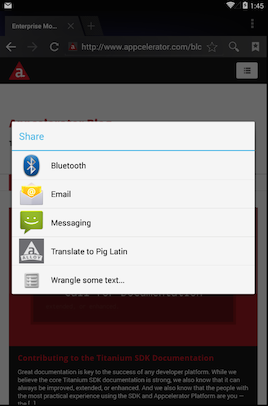 1:45
Enterprise Mo...
http://www.appcelerator.com/blc
Share
Bluetooth
Email
Messaging
Translate to Pig Latin
Wrangle some text...
Contributing to the Titanium SDK Documentation
Great documentation is key to the success of any developer platform. While we
believe the core Titanium SDK documentation is strong, we also know that it can
always be improved, extended, or enhanced. And we also know that the people with
the most practical experience using the SDK and Appcelerator Platform are you —
the [...]